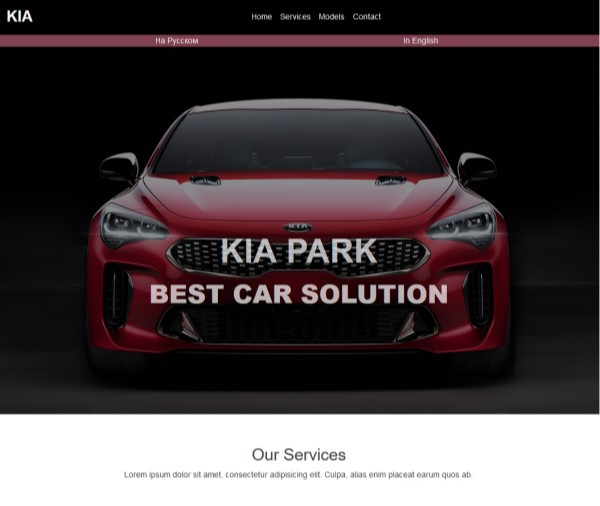 KIA
Home Services Models Contact
На Русском
In English
KIA
KIA PARK
BEST CAR SOLUTION
Our Services
Lorem ipsum dolor sit amet, consectetur adipisicing elit. Culpa, alias enim placeat earum quos ab.